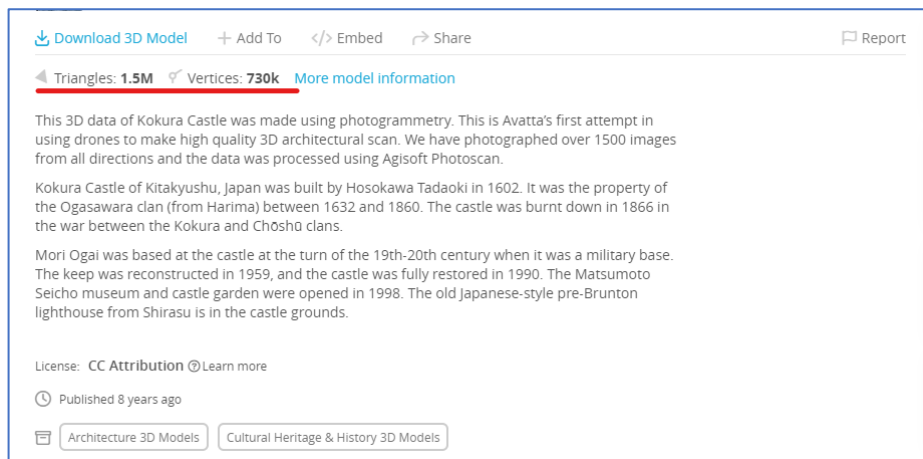 Download 3D Model Add To </> Embed Share Report
Triangles: 1.5M Vertices: 730k More model information
This 3D data of Kokura Castle was made using photogrammetry. This is Avatta's first attempt in
using drones to make high quality 3D architectural scan. We have photographed over 1500 images
from all directions and the data was processed using Agisoft Photoscan.
Kokura Castle of Kitakyushu, Japan was built by Hosokawa Tadaoki in 1602. It was the property of
the Ogasawara clan (from Harima) between 1632 and 1860. The castle was burnt down in 1866 in
the war between the Kokura and Chōshū clans.
Mori Ogai was based at the castle at the turn of the 19th-20th century when it was a military base.
The keep was reconstructed in 1959, and the castle was fully restored in 1990. The Matsumoto
Seicho museum and castle garden were opened in 1998. The old Japanese-style pre-Brunton
lighthouse from Shirasu is in the castle grounds.
License: CC Attribution Learn more
Published 8 years ago
Architecture 3D Models Cultural Heritage & History 3D Models